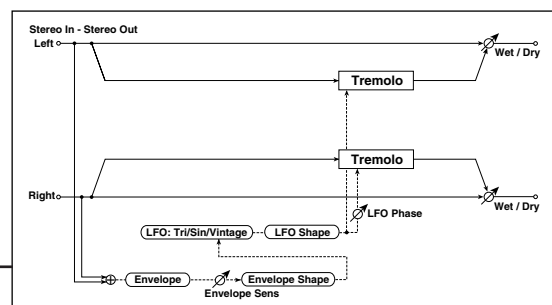 Stereo In - Stereo Out
Left
Wet / Dry
Tremolo
Tremolo
Right
Wet / Dry
LFO Phase
LFO: Tri/Sin/Vintage
LFO Shape
Envelope
Envelope Sens
Envelope Shape